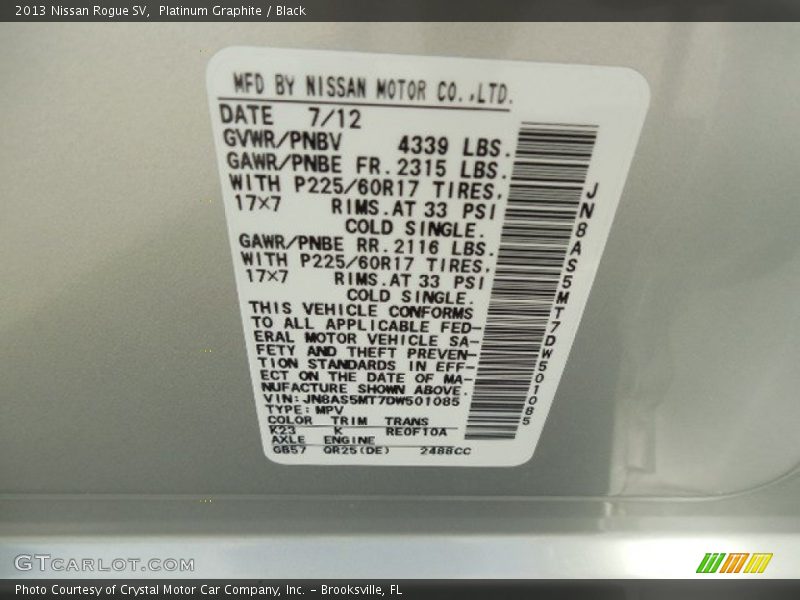 2013 Nissan Rogue SV,  Platinum Graphite / Black
MFD BY NISSAN MOTOR CO.,LTD.
DATE 7/12
GVWR/PNBV 4339 LBS.
GAWR/PNBE FR. 2315 LBS.
WITH P225/60R17 TIRES,
17×7 RIMS. AT 33 PSI
COLD SINGLE.
GAWR/PNBE RR. 2116 LBS.
WITH P225/60R17 TIRES,
17×7 RIMS. AT 33 PSI
COLD SINGLE.
THIS VEHICLE CONFORMS
TO ALL APPLICABLE FED-
ERAL MOTOR VEHICLE SA-
FETY AND THEFT PREVEN-
TION STANDARDS IN EFF-
ECT ON THE DATE OF MA-
NUFACTURE SHOWN ABOVE.
VIN: JN8AS5MT7DW501085
TYPE: MPV
COLOR TRIM TRANS
K23 K RE0F10A
AXLE ENGINE
GB57 QR25(DE) 2488CC
JN8AS5MT7DW501085
GTCARLOT.COM
Photo Courtesy of Crystal Motor Car Company, Inc. – Brooksville, FL